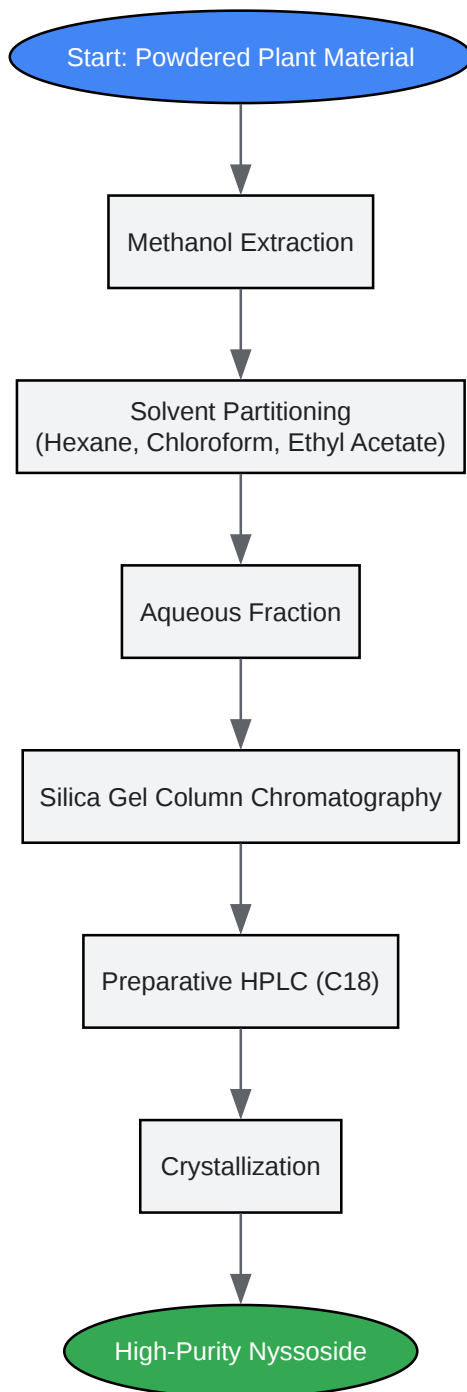 Start: Powdered Plant Material
Methanol Extraction
Solvent Partitioning
(Hexane, Chloroform, Ethyl Acetate)
Aqueous Fraction
Silica Gel Column Chromatography
Preparative HPLC (C18)
Crystallization
High-Purity Nyssoside